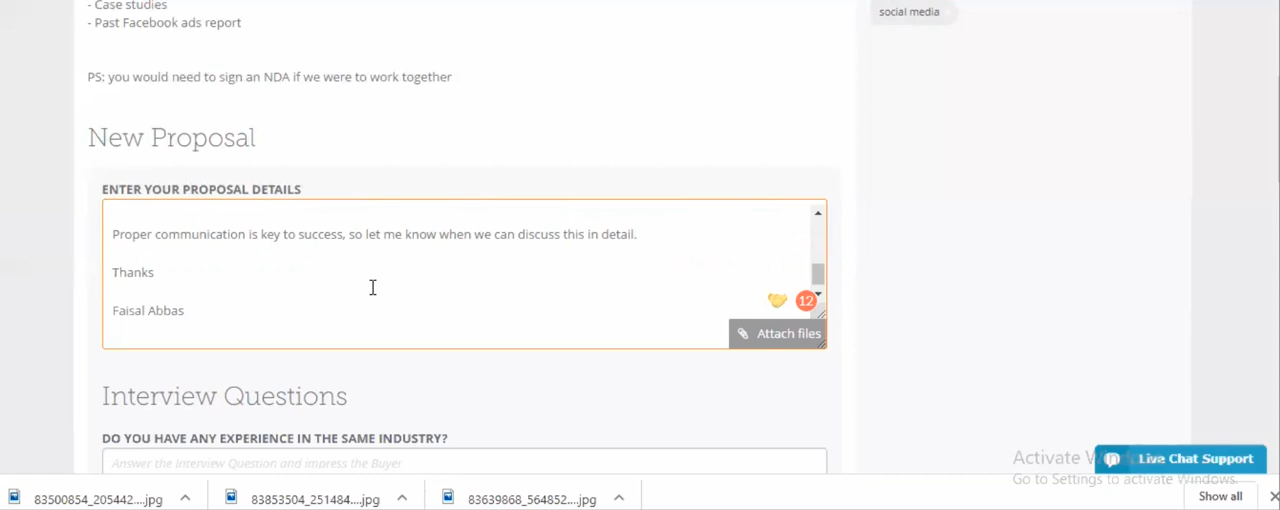 - Case studies
- Past Facebook ads report
social media
PS: you would need to sign an NDA if we were to work together
New Proposal
ENTER YOUR PROPOSAL DETAILS
Proper communication is key to success, so let me know when we can discuss this in detail.
Thanks
Faisal Abbas
12
Attach files
Interview Questions
DO YOU HAVE ANY EXPERIENCE IN THE SAME INDUSTRY?
Answer the Interview Question and impress the Buyer
Activate
Live Chat Support
Go to Settings to activate Windows.
83500854_205442....jpg
83853504_251484....jpg
83639868_564852....jpg
Show all